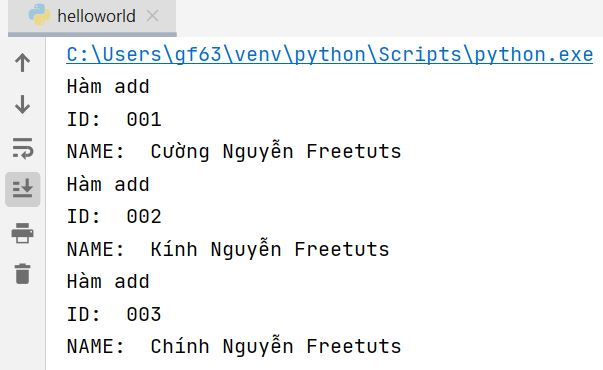 helloworld
C:\Users\gf63\venv\python\Scripts\python.exe
Hàm add
ID:  001
NAME:  Cường Nguyễn Freetuts
Hàm add
ID:  002
NAME:  Kính Nguyễn Freetuts
Hàm add
ID:  003
NAME:  Chính Nguyễn Freetuts